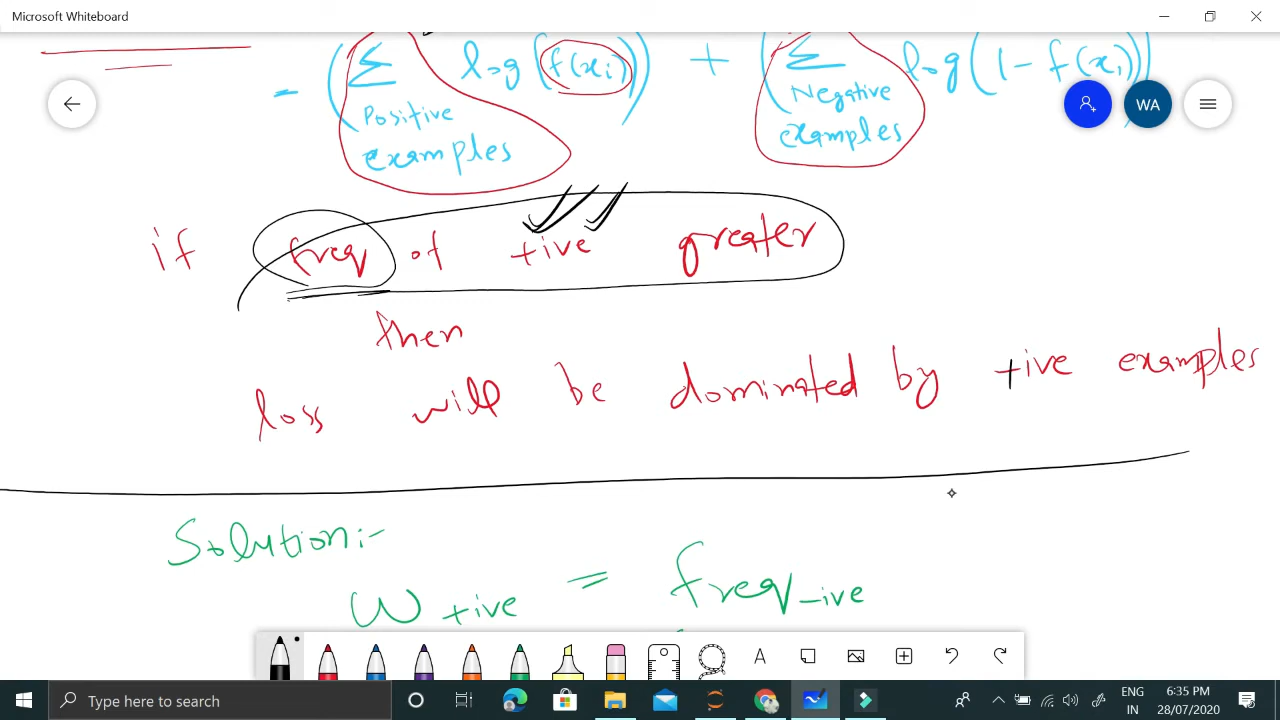 Microsoft Whiteboard
= ( Σ log (f(xi)) ) + ( Σ log (1 - f(xi)) )
Positive examples
Negative examples
WA
if freq of +ive greater
then
loss will be dominated by +ive examples
Solution:-
W +ive = freq -ive
A
Type here to search
ENG
IN
6:35 PM
28/07/2020